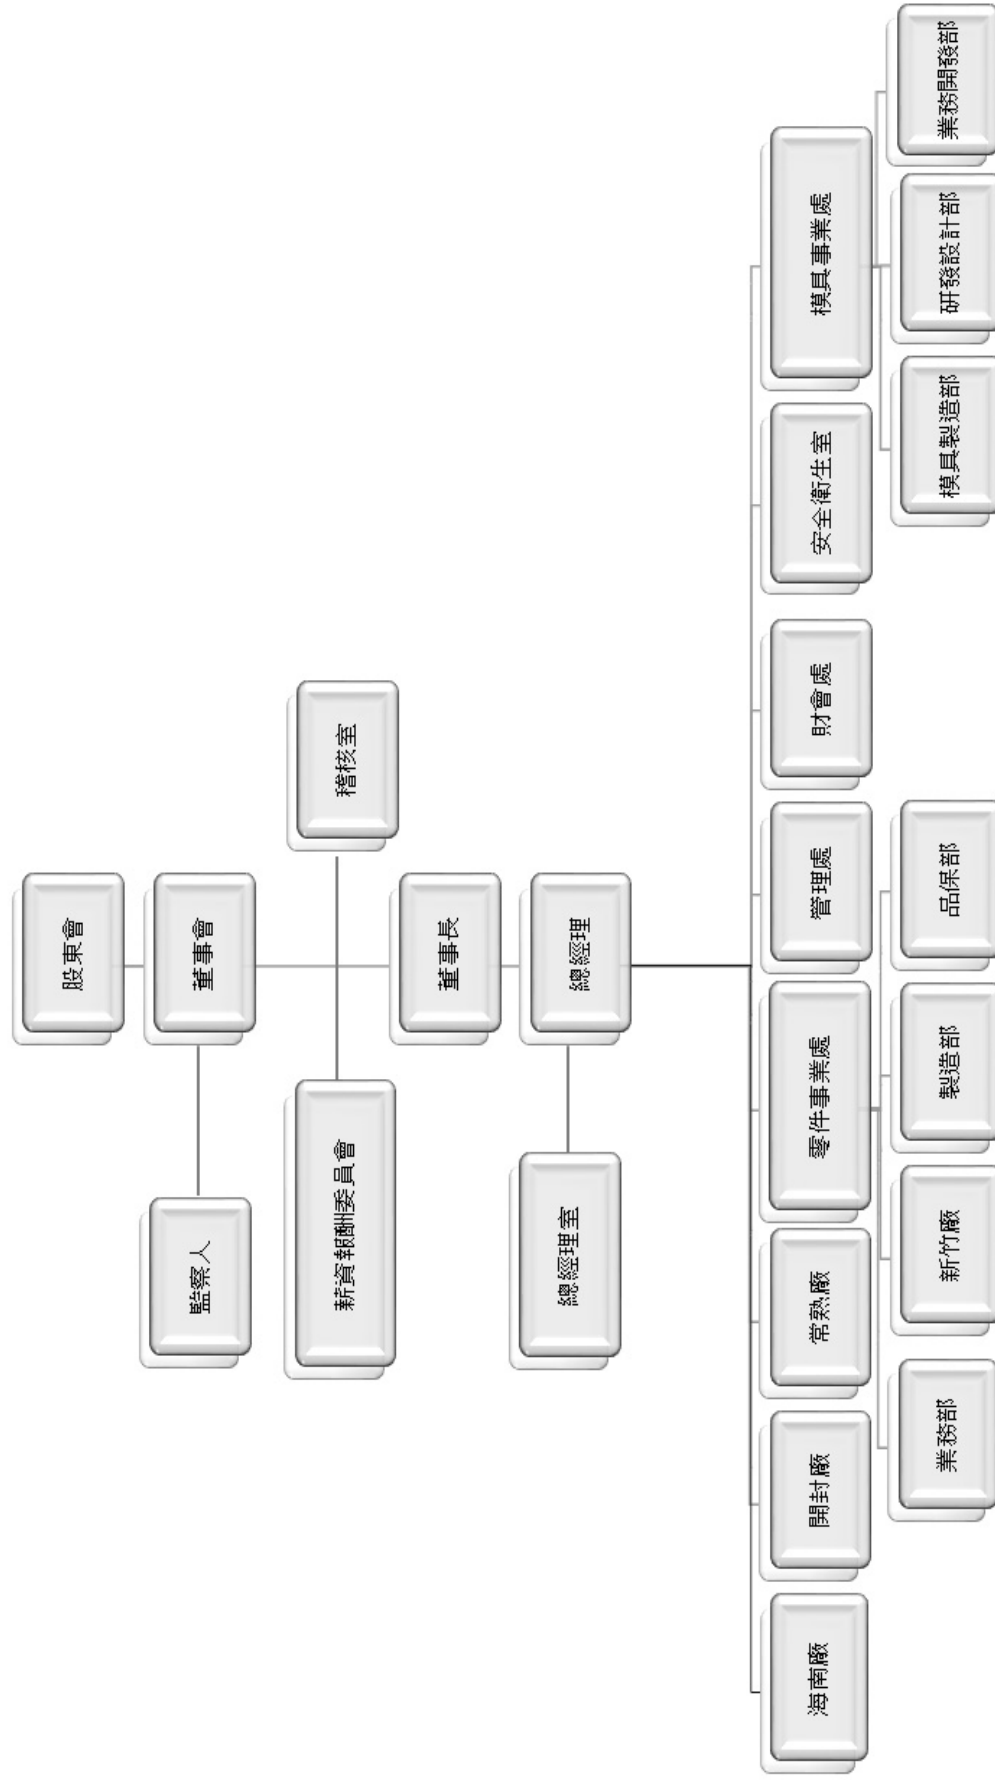 股東會
監察人
董事會
薪資報酬委員會
稽核室
董事長
總經理室
總經理
海南廠
開封廠
常熟廠
零件事業處
管理處
財會處
安全衛生室
模具事業處
業務部
新竹廠
製造部
品保部
模具製造部
研發設計部
業務開發部